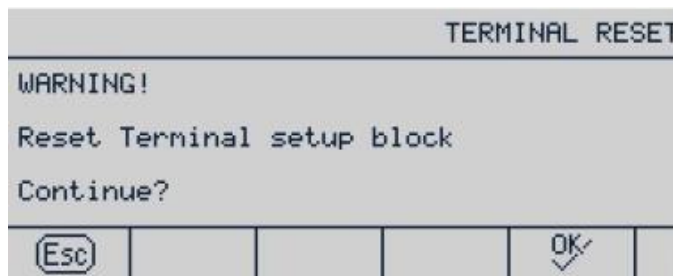 TERMINAL RESET
WARNING!
Reset Terminal setup block
Continue?
Esc OK